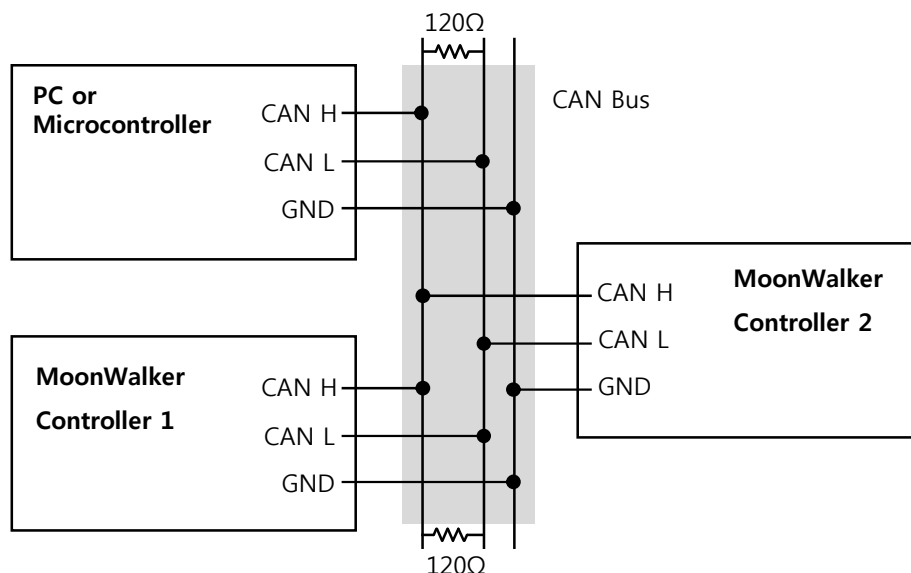 120Ω
PC or
Microcontroller
CAN H
CAN L
GND
CAN Bus
MoonWalker
Controller 2
CAN H
CAN L
GND
MoonWalker
Controller 1
CAN H
CAN L
GND
120Ω